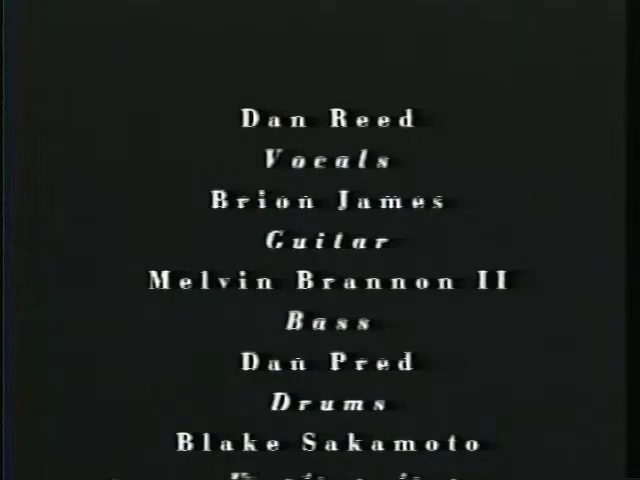 Dan Reed
Vocals
Brion James
Guitar
Melvin Brannon II
Bass
Dan Pred
Drums
Blake Sakamoto